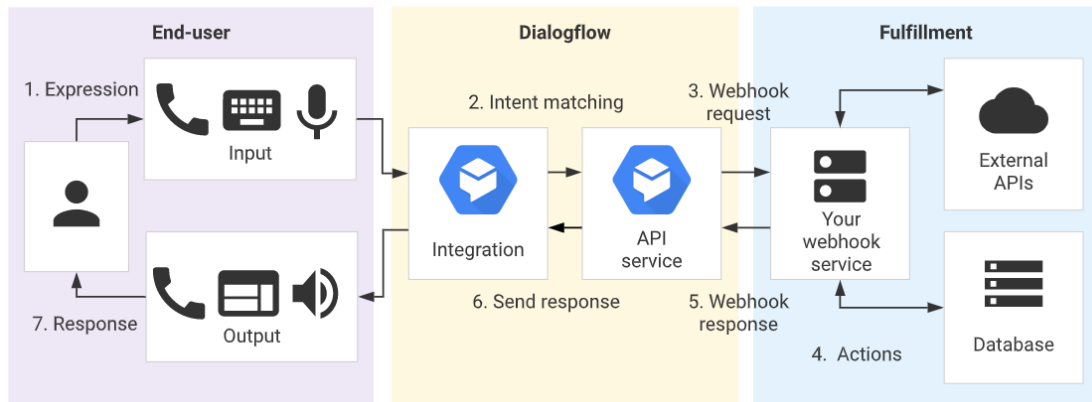 End-user
Dialogflow
Fulfillment
1. Expression
Input
2. Intent matching
3. Webhook
request
External
APIs
Integration
API
service
Your
webhook
service
7. Response
Output
6. Send response
5. Webhook
response
4. Actions
Database